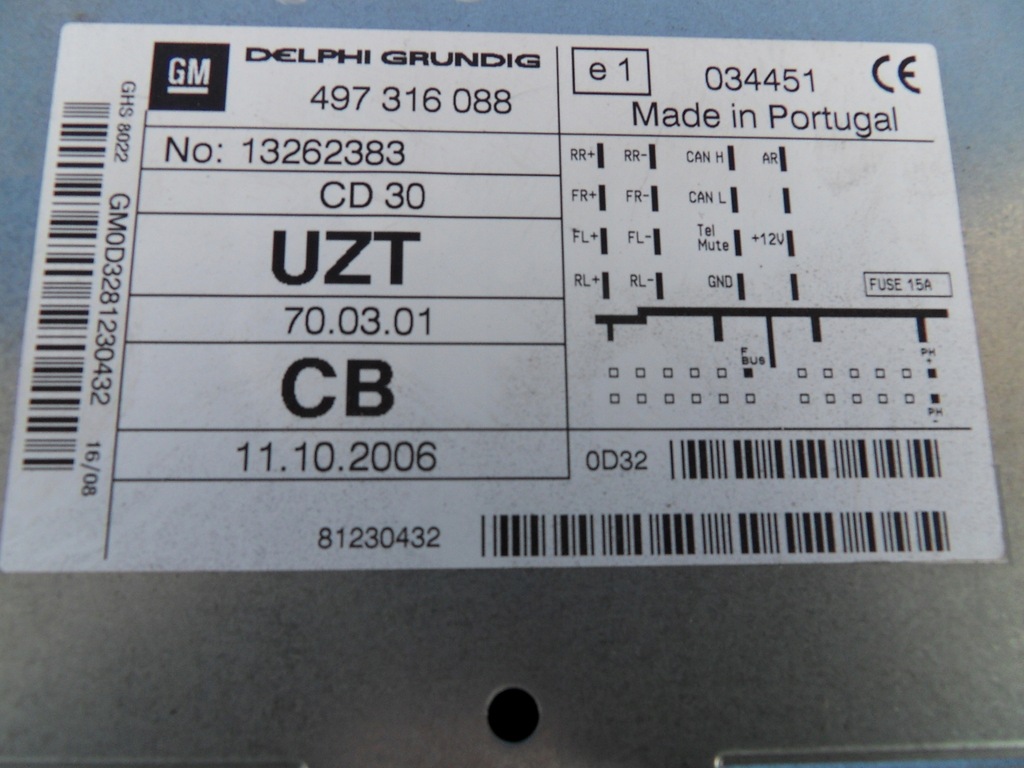 GM
DELPHI GRUNDIG
497 316 088
No: 13262383
CD 30
UZT
70.03.01
CB
11.10.2006
81230432
e 1
034451
CE
Made in Portugal
RR+ RR- CAN H AR
FR+ FR- CAN L
FL+ FL- Tel Mute +12V
RL+ RL- GND
FUSE 15A
F BUS
PH +
PH -
0D32
GHS 8022
GM0D3281230432
16/08